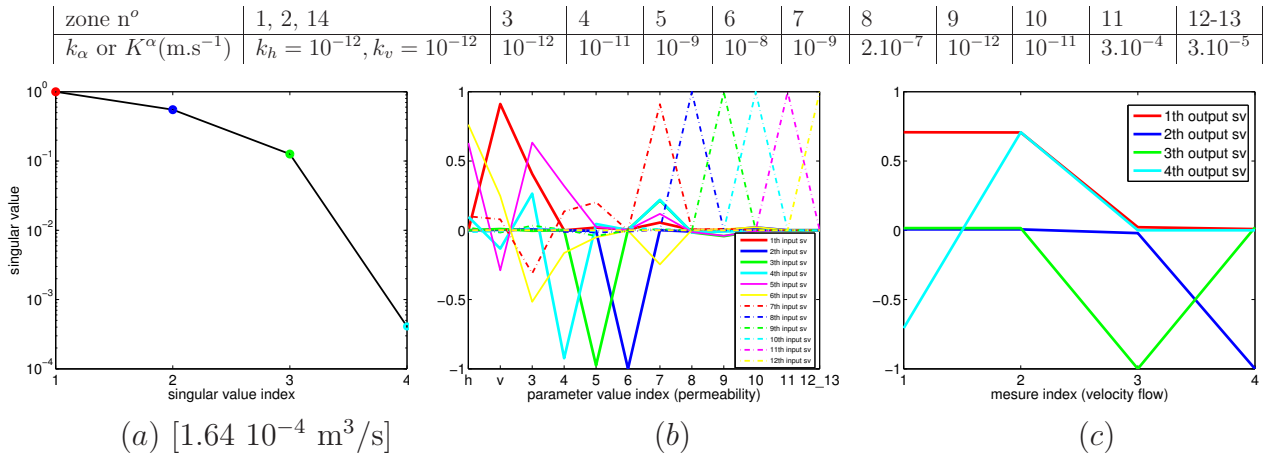 zone nᵒ 1, 2, 14 3 4 5 6 7 8 9 10 11 12-13
k_α or K^α(m.s⁻¹) k_h = 10⁻¹², k_v = 10⁻¹² 10⁻¹² 10⁻¹¹ 10⁻⁹ 10⁻⁸ 10⁻⁹ 2.10⁻⁷ 10⁻¹² 10⁻¹¹ 3.10⁻⁴ 3.10⁻⁵
singular value
10⁰
10⁻¹
10⁻²
10⁻³
10⁻⁴
1 2 3 4
singular value index
(a) [1.64 10⁻⁴ m³/s]
1
0.5
0
−0.5
−1
1th input sv
2th input sv
3th input sv
4th input sv
5th input sv
6th input sv
7th input sv
8th input sv
9th input sv
10th input sv
11th input sv
12th input sv
h v 3 4 5 6 7 8 9 10 11 12_13
parameter value index (permeability)
(b)
1
0.5
0
−0.5
−1
1th output sv
2th output sv
3th output sv
4th output sv
1 2 3 4
mesure index (velocity flow)
(c)